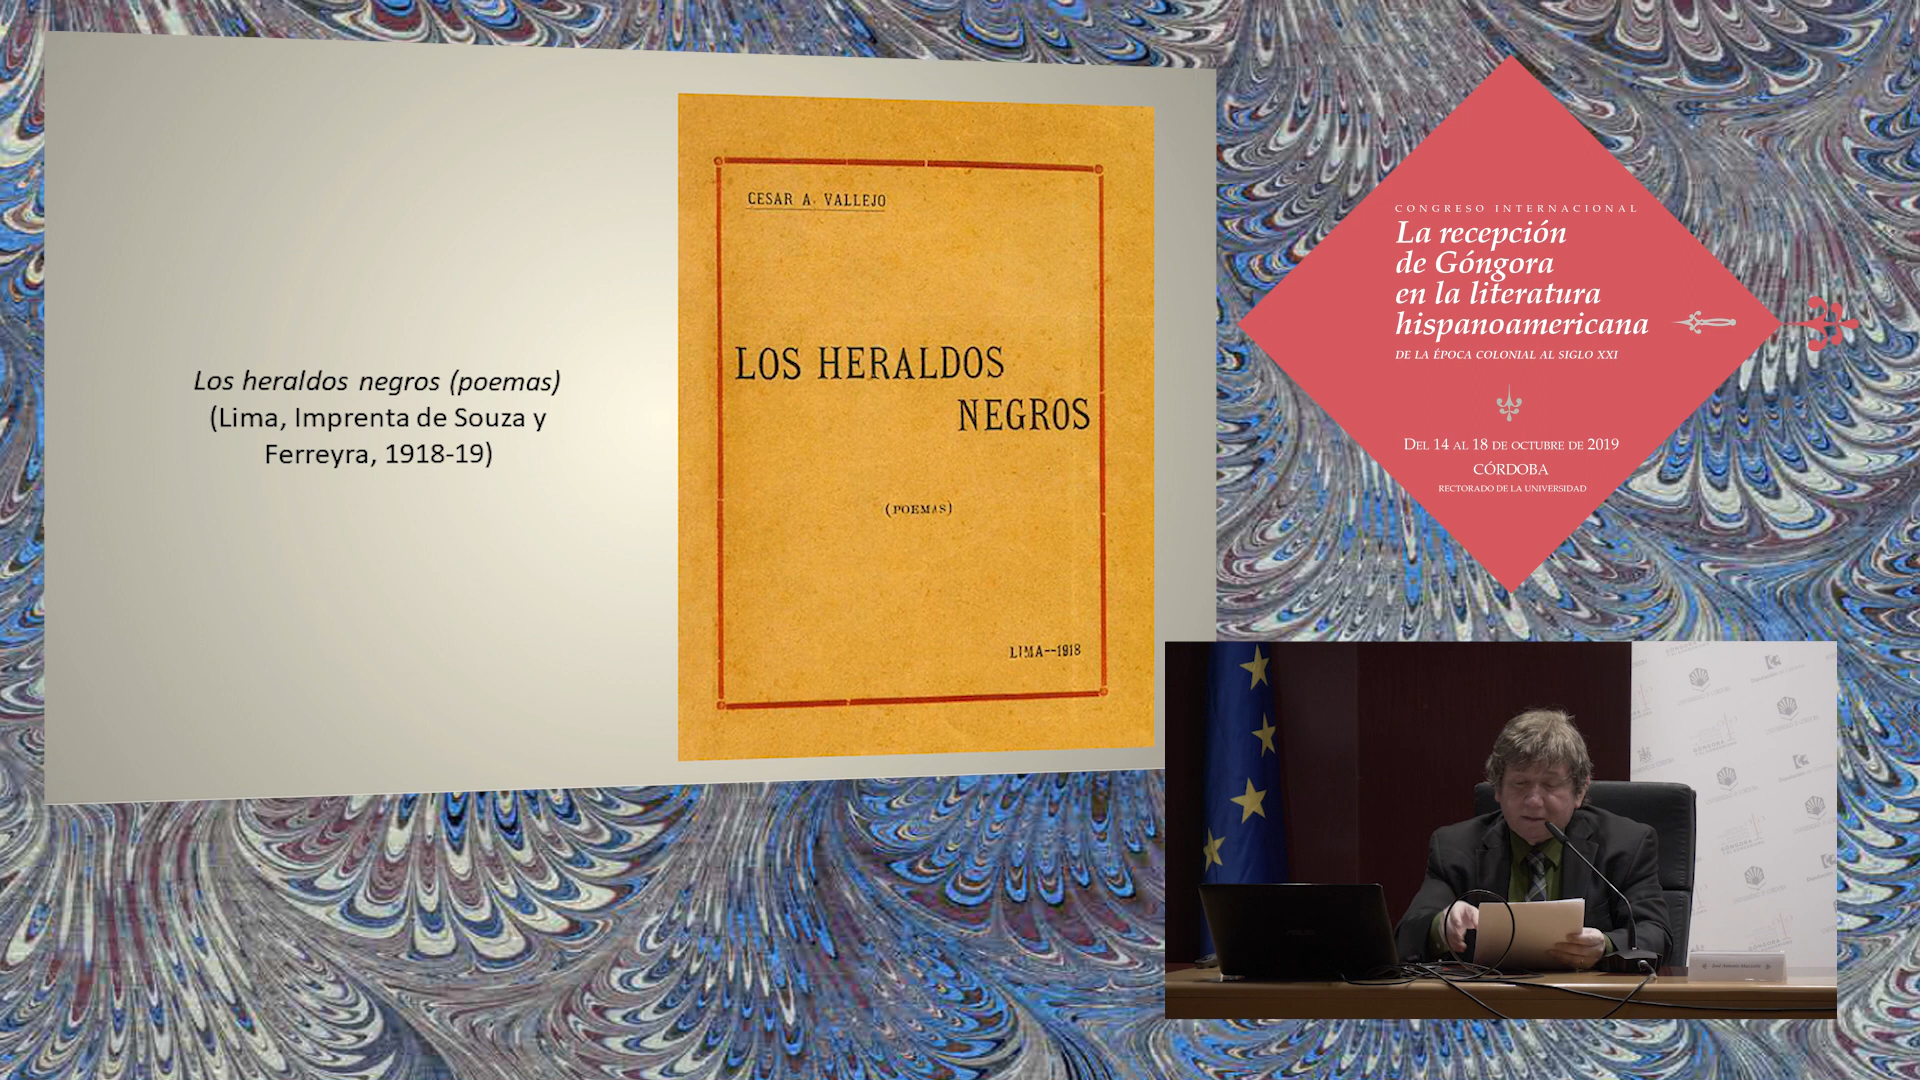 Los heraldos negros (poemas)
(Lima, Imprenta de Souza y
Ferreyra, 1918-19)
CESAR A. VALLEJO
LOS HERALDOS
NEGROS
(POEMAS)
LIMA--1918
CONGRESO INTERNACIONAL
La recepción
de Góngora
en la literatura
hispanoamericana
DE LA ÉPOCA COLONIAL AL SIGLO XXI
DEL 14 AL 18 DE OCTUBRE DE 2019
CÓRDOBA
RECTORADO DE LA UNIVERSIDAD